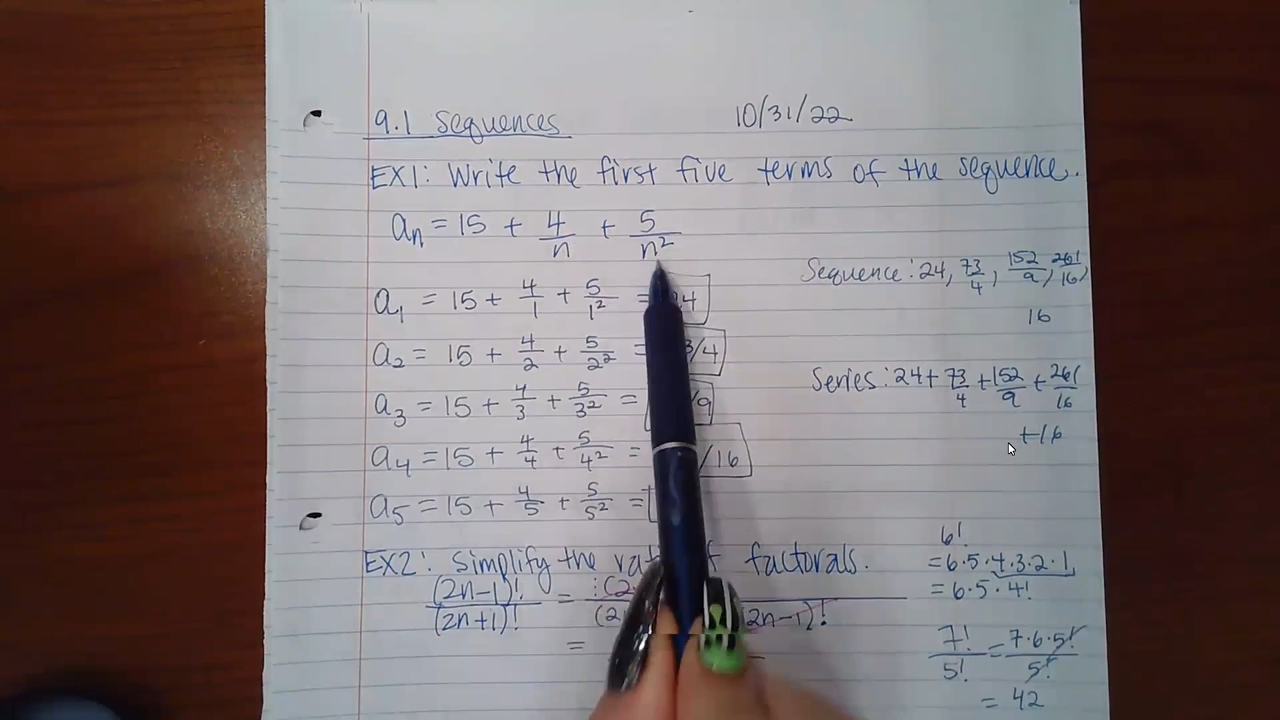 9.1 Sequences 10/31/22
EX1: Write the first five terms of the sequence.
aₙ = 15 + 4/n + 5/n²
a₁ = 15 + 4/1 + 5/1² = 4
a₂ = 15 + 4/2 + 5/2² = 3/4
a₃ = 15 + 4/3 + 5/3² = /9
a₄ = 15 + 4/4 + 5/4² = /16
a₅ = 15 + 4/5 + 5/5² =
Sequence: 24, 73/4, 152/9, 261/16,
16
Series: 24 + 73/4 + 152/9 + 261/16
+16
EX2: Simplify the factorals.
(2n-1)!/(2n+1)! = (2n-1)!
=
6!
= 6·5·4·3·2·1
= 6·5·4!
7!/5! = 7·6·5!/5!
= 42